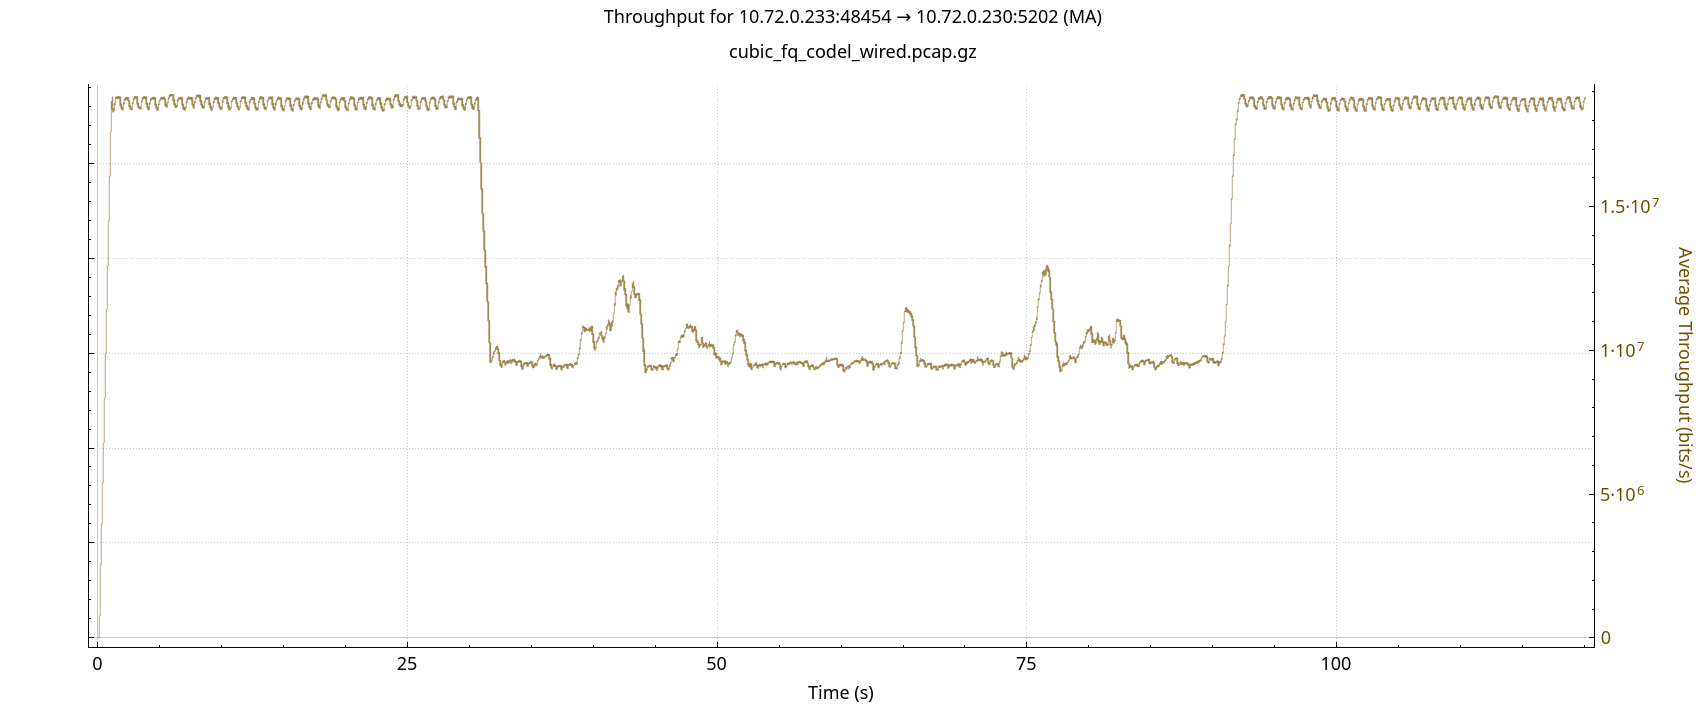 Throughput for 10.72.0.233:48454 → 10.72.0.230:5202 (MA)
cubic_fq_codel_wired.pcap.gz
1.5·10⁷
1·10⁷
5·10⁶
0
Average Throughput (bits/s)
0 25 50 75 100
Time (s)